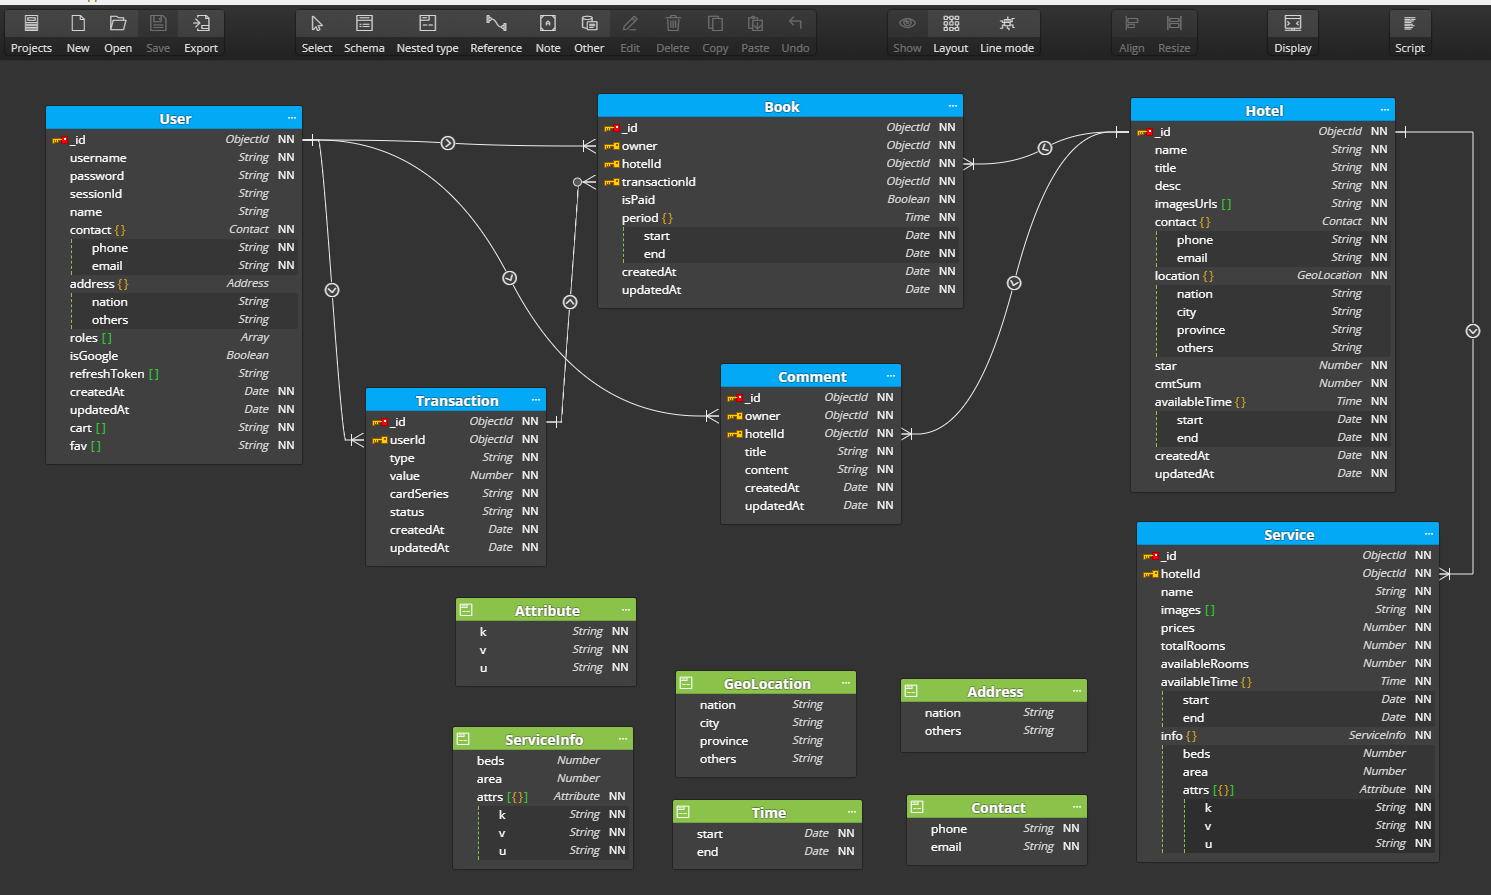 Projects New Open Save Export Select Schema Nested type Reference Note Other Edit Delete Copy Paste Undo Show Layout Line mode Align Resize Display Script
User ...
_id ObjectId NN
username String NN
password String NN
sessionId String
name String
contact {} Contact NN
phone String NN
email String NN
address {} Address
nation String
others String
roles [] Array
isGoogle Boolean
refreshToken [] String
createdAt Date NN
updatedAt Date NN
cart [] String NN
fav [] String NN
Book ...
_id ObjectId NN
owner ObjectId NN
hotelId ObjectId NN
transactionId ObjectId NN
isPaid Boolean NN
period {} Time NN
start Date NN
end Date NN
createdAt Date NN
updatedAt Date NN
Hotel ...
_id ObjectId NN
name String NN
title String NN
desc String NN
imagesUrls [] String NN
contact {} Contact NN
phone String NN
email String NN
location {} GeoLocation NN
nation String
city String
province String
others String
star Number NN
cmtSum Number NN
availableTime {} Time NN
start Date NN
end Date NN
createdAt Date NN
updatedAt Date NN
Transaction ...
_id ObjectId NN
userId ObjectId NN
type String NN
value Number NN
cardSeries String NN
status String NN
createdAt Date NN
updatedAt Date NN
Comment ...
_id ObjectId NN
owner ObjectId NN
hotelId ObjectId NN
title String NN
content String NN
createdAt Date NN
updatedAt Date NN
Service ...
_id ObjectId NN
hotelId ObjectId NN
name String NN
images [] String NN
prices Number NN
totalRooms Number NN
availableRooms Number NN
availableTime {} Time NN
start Date NN
end Date NN
info {} ServiceInfo NN
beds Number
area Number
attrs [{}] Attribute NN
k String NN
v String NN
u String NN
Attribute ...
k String NN
v String NN
u String NN
GeoLocation ...
nation String
city String
province String
others String
Address ...
nation String
others String
ServiceInfo ...
beds Number
area Number
attrs [{}] Attribute NN
k String NN
v String NN
u String NN
Time ...
start Date NN
end Date NN
Contact ...
phone String NN
email String NN